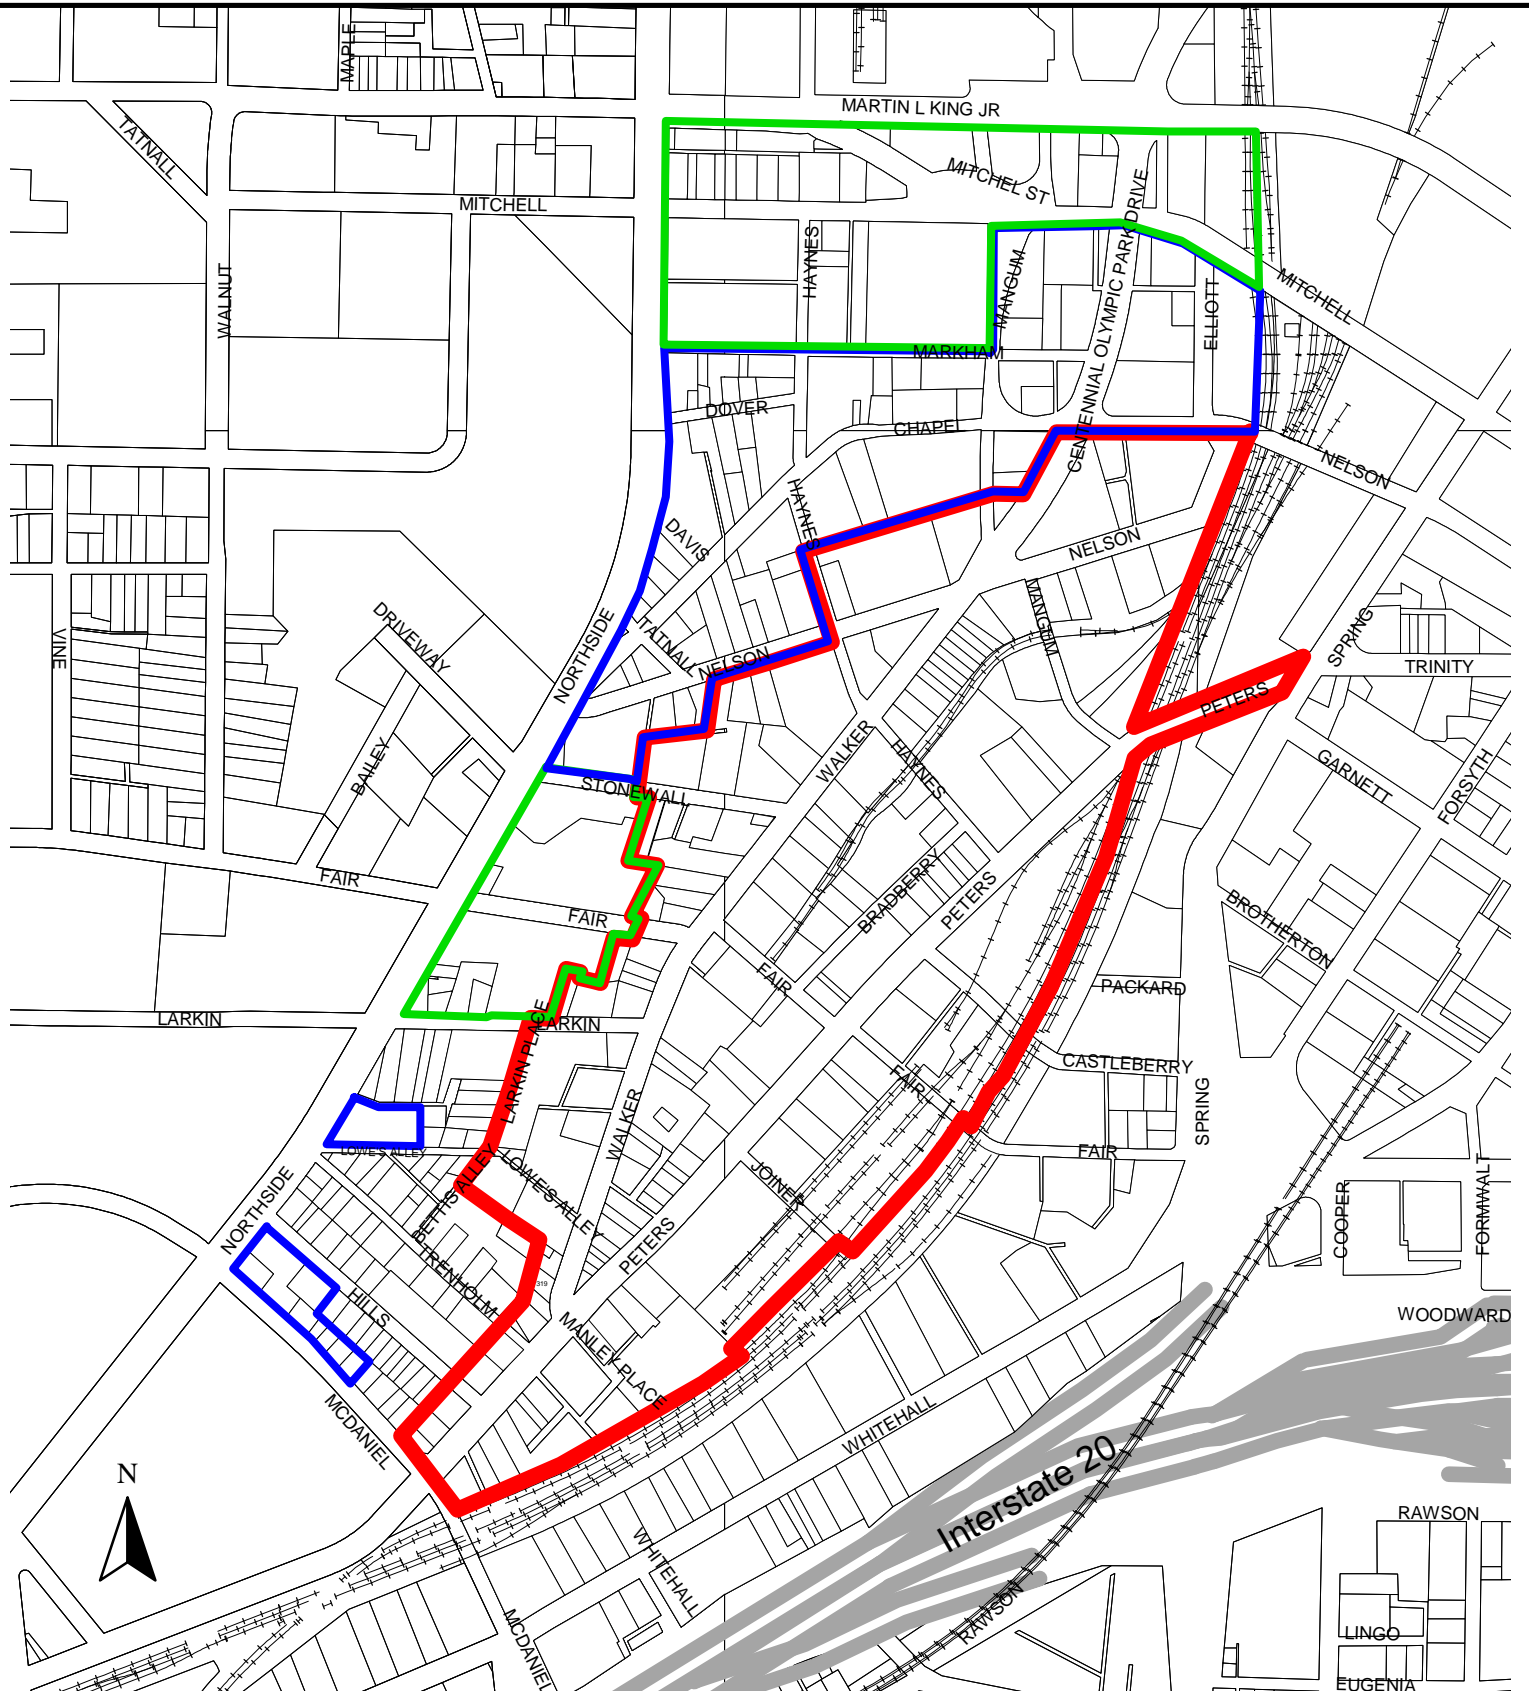 MAPLE
MARTIN L KING JR
TATNALL
MITCHEL ST
MITCHELL
HAYNES
WALNUT
MANGUM
CENTENNIAL OLYMPIC PARK DRIVE
ELLIOTT
MITCHELL
MARKHAM
DOVER
CHAPEL
NELSON
HAYNES
DAVIS
NELSON
MANGUM
DRIVEWAY
NORTHSIDE
TATNALL
NELSON
VINE
SPRING
TRINITY
PETERS
BAILEY
WALKER
HAYNES
STONEWALL
GARNETT
FORSYTH
FAIR
FAIR
BRADBERRY
PETERS
BROTHERTON
FAIR
PACKARD
LARKIN
LARKIN
LARKIN PLACE
CASTLEBERRY
FAIR
SPRING
WALKER
LOWE'S ALLEY
FAIR
BETTIS ALLEY
LOWE'S ALLEY
JOINER
NORTHSIDE
PETERS
COOPER
FORMWALT
TRENHOLM
319
HILLS
MANLEY PLACE
WOODWARD
MCDANIEL
WHITEHALL
Interstate 20
N
RAWSON
WHITEHALL
RAWSON
MCDANIEL
LINGO
EUGENIA